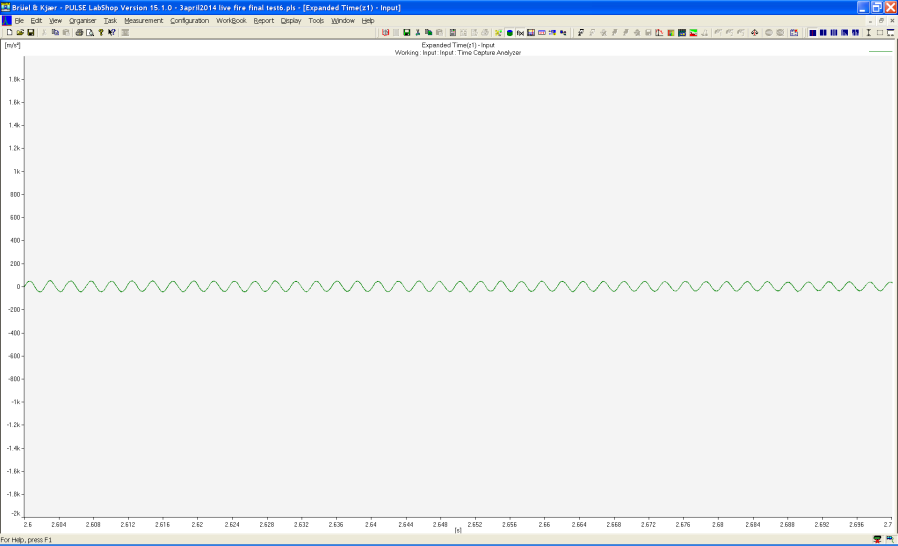 Brüel & Kjær - PULSE LabShop Version 15.1.0 - 3april2014 live fire final test6.pls - [Expanded Time(z1) - Input]
File Edit View Organiser Task Measurement Configuration WorkBook Report Display Tools Window Help
[m/s²]
Expanded Time(z1) - Input
Working : Input : Input : Time Capture Analyzer
1.8k
1.6k
1.4k
1.2k
1k
800
600
400
200
0
-200
-400
-600
-800
-1k
-1.2k
-1.4k
-1.6k
-1.8k
-2k
2.6 2.604 2.608 2.612 2.616 2.62 2.624 2.628 2.632 2.636 2.64 2.644 2.648 2.652 2.656 2.66 2.664 2.668 2.672 2.676 2.68 2.684 2.688 2.692 2.696 2.7
[s]
For Help, press F1